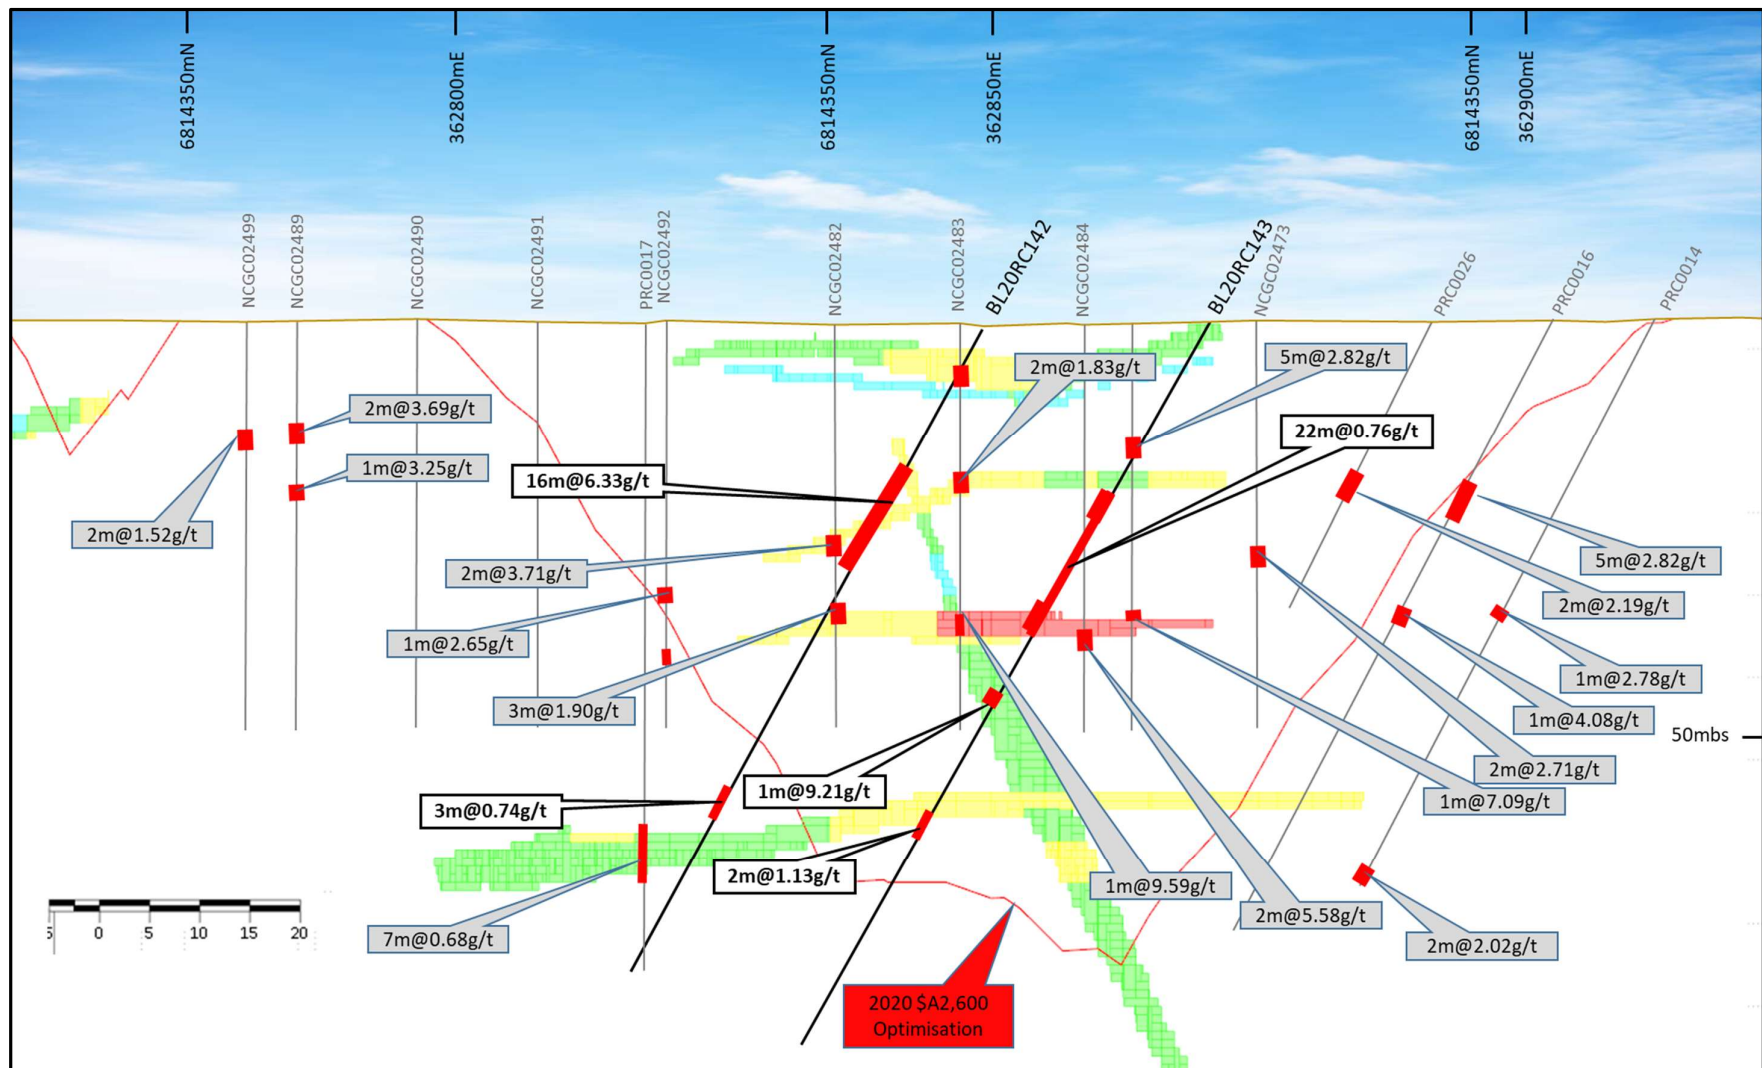 6814350mN
362800mE
6814350mN
362850mE
6814350mN
362900mE
NCGC02490
NCGC02489
NCGC02490
NCGC02491
PRC0017
NCGC02492
NCGC02482
NCGC02483
BL20RC142
NCGC02484
BL20RC143
NCGC02473
PRC0026
PRC0016
PRC0014
2m@1.83g/t
5m@2.82g/t
2m@3.69g/t
22m@0.76g/t
1m@3.25g/t
16m@6.33g/t
2m@1.52g/t
5m@2.82g/t
2m@3.71g/t
2m@2.19g/t
1m@2.65g/t
1m@2.78g/t
3m@1.90g/t
1m@4.08g/t
50mbs
2m@2.71g/t
1m@9.21g/t
1m@7.09g/t
3m@0.74g/t
2m@1.13g/t
1m@9.59g/t
2m@5.58g/t
5 0 5 10 15 20
7m@0.68g/t
2m@2.02g/t
2020 $A2,600
Optimisation